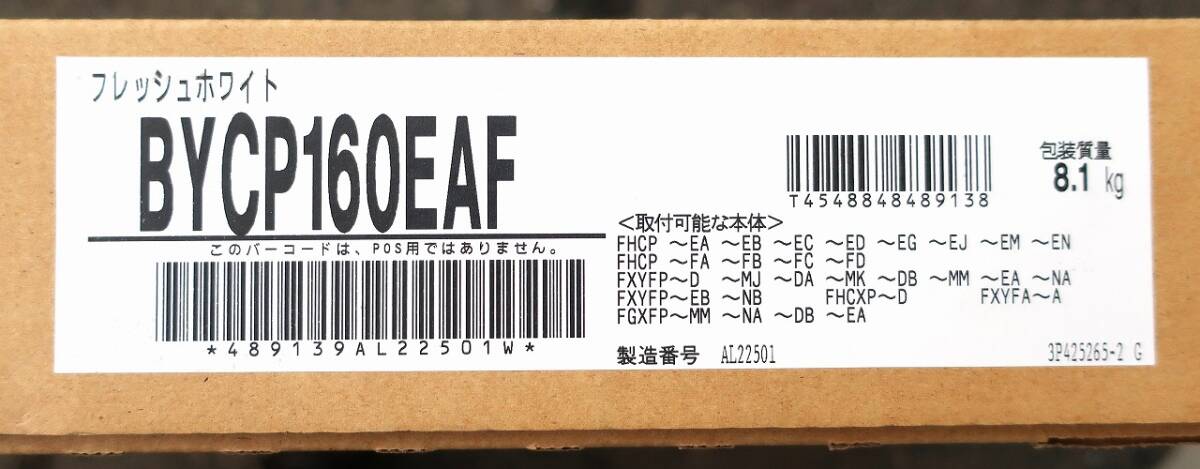 フレッシュホワイト
BYCP160EAF
このバーコードは、POS用ではありません。
*489139AL22501W*
T4548848489138
包装質量
8.1 kg
<取付可能な本体>
FHCP ～EA ～EB ～EC ～ED ～EG ～EJ ～EM ～EN
FHCP ～FA ～FB ～FC ～FD
FXYFP～D ～MJ ～DA ～MK ～DB ～MM ～EA ～NA
FXYFP～EB ～NB FHCXP～D FXYFA～A
FGXFP～MM ～NA ～DB ～EA
製造番号 AL22501
3P425265-2 G